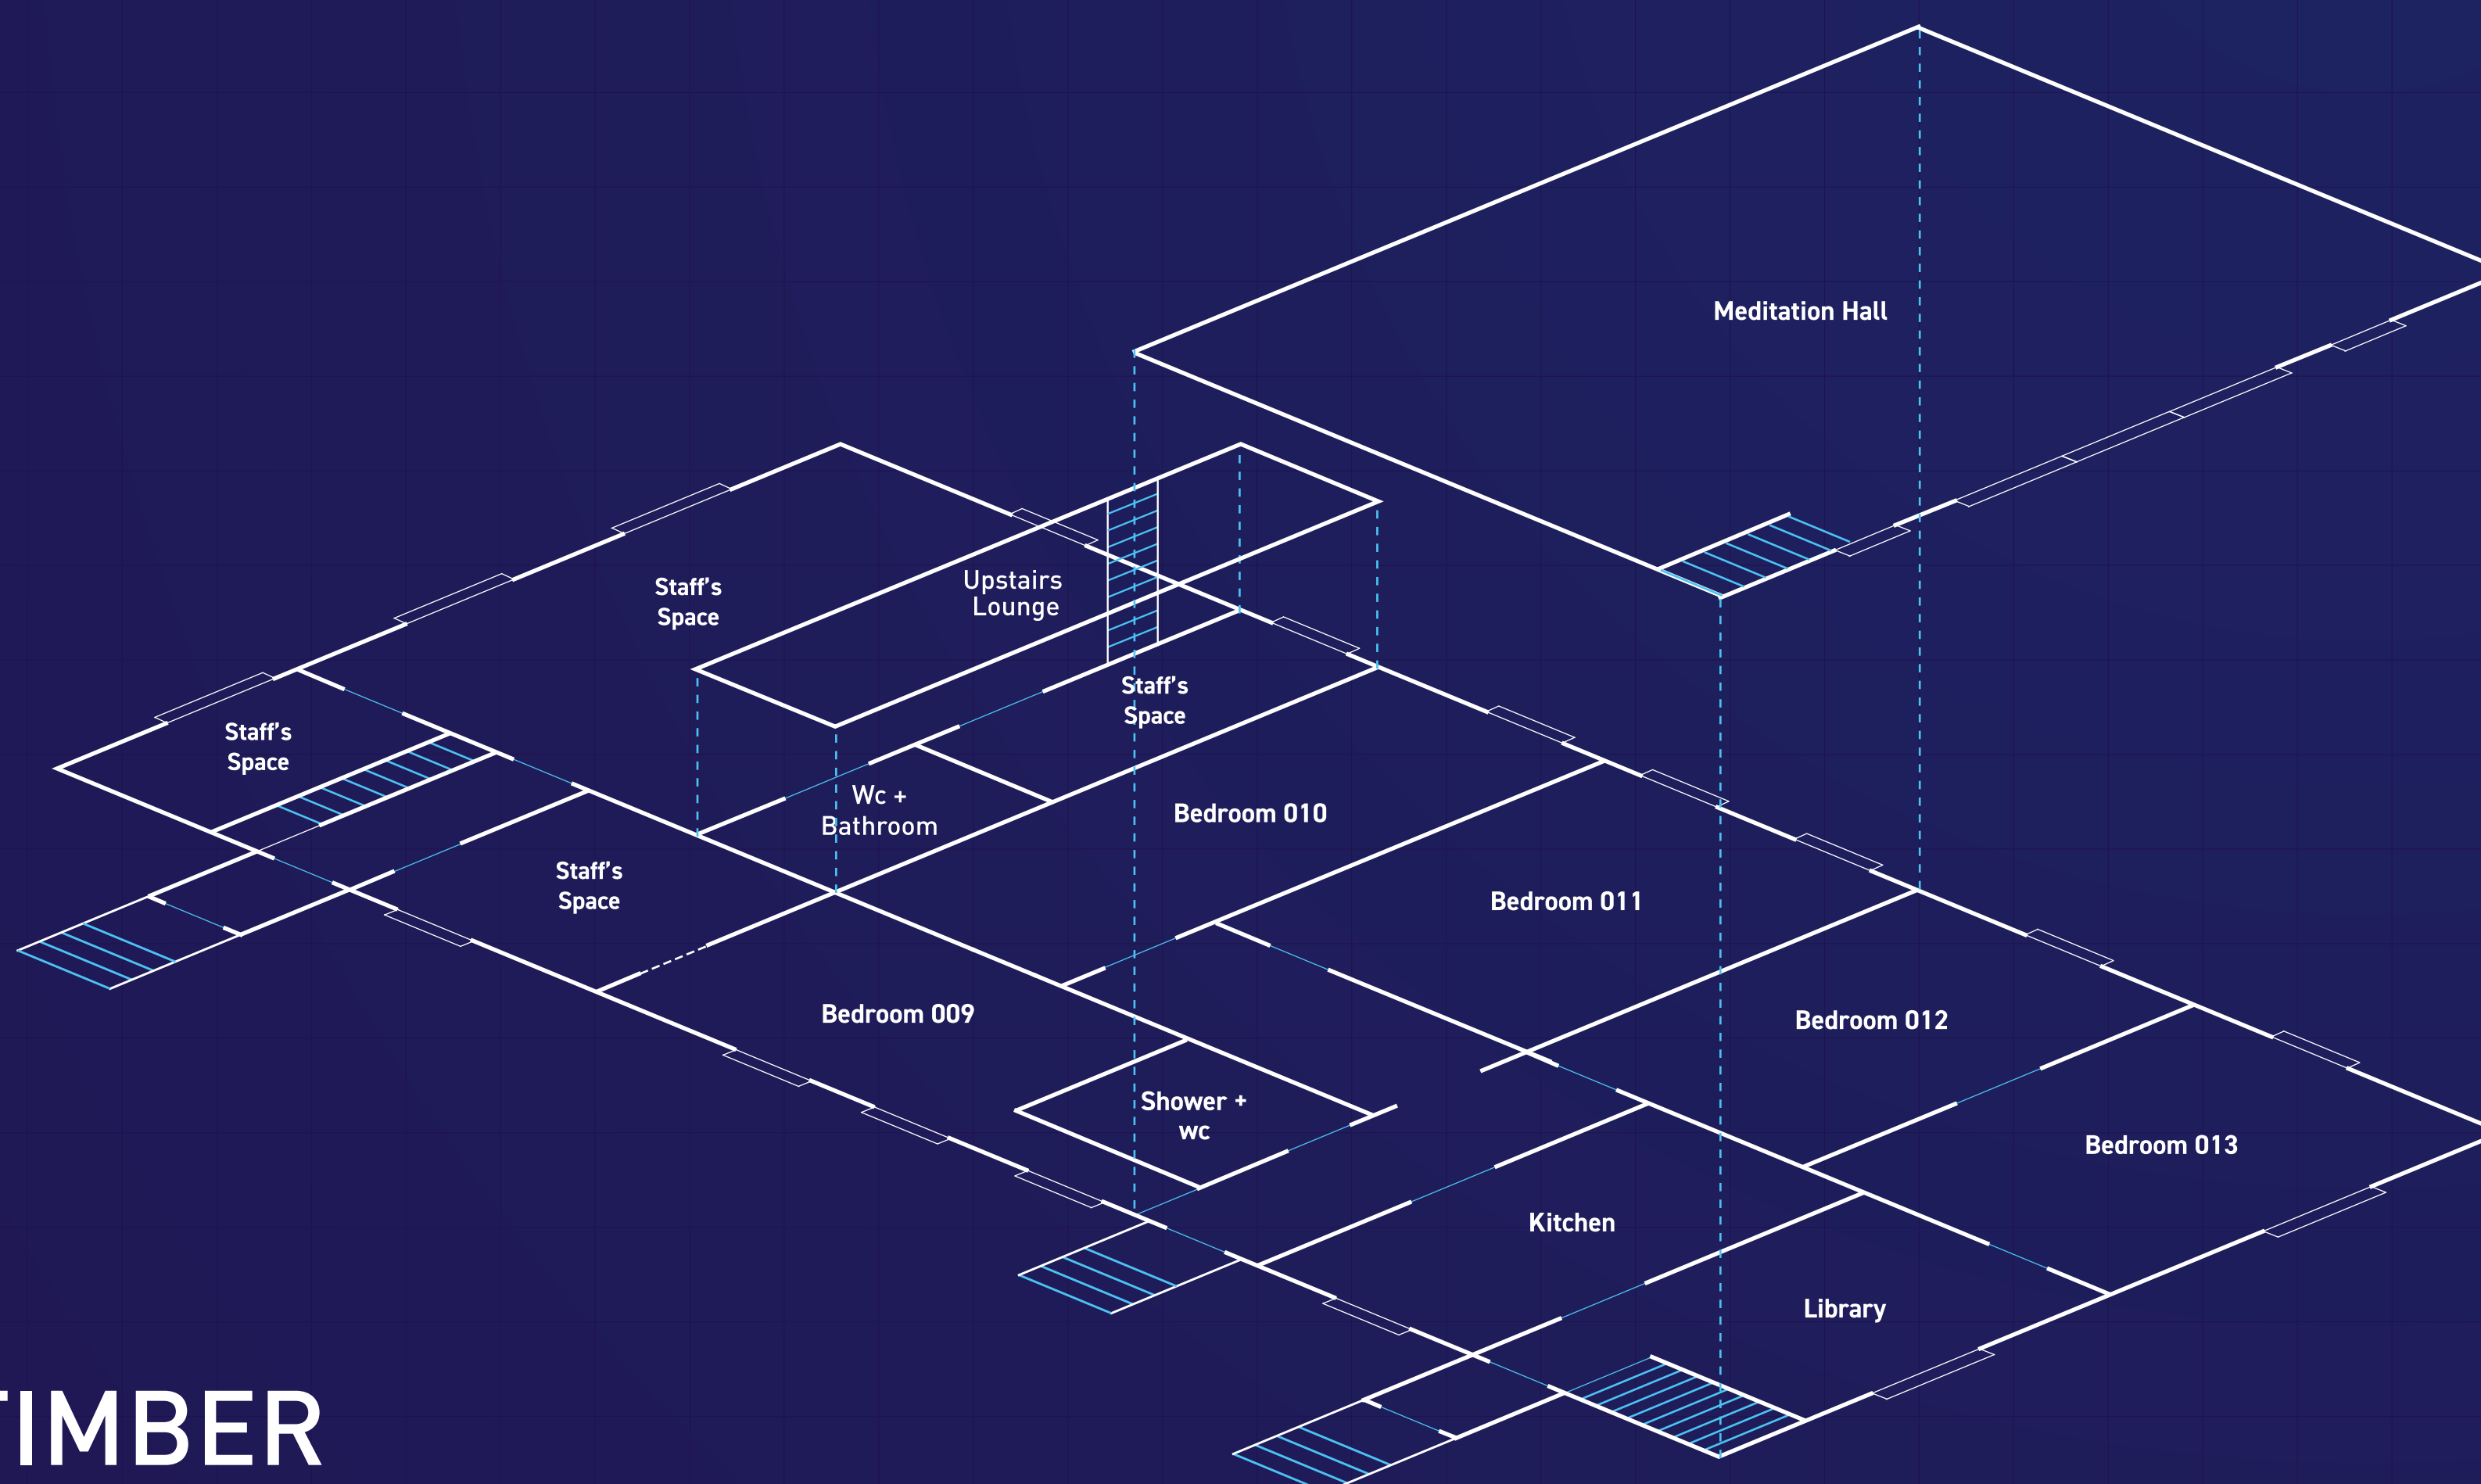 Meditation Hall
Upstairs
Lounge
Staff's
Space
Staff's
Space
Staff's
Space
Wc +
Bathroom
Bedroom 010
Staff's
Space
Bedroom 011
Bedroom 009
Bedroom 012
Shower +
wc
Bedroom 013
Kitchen
Library
TIMBER